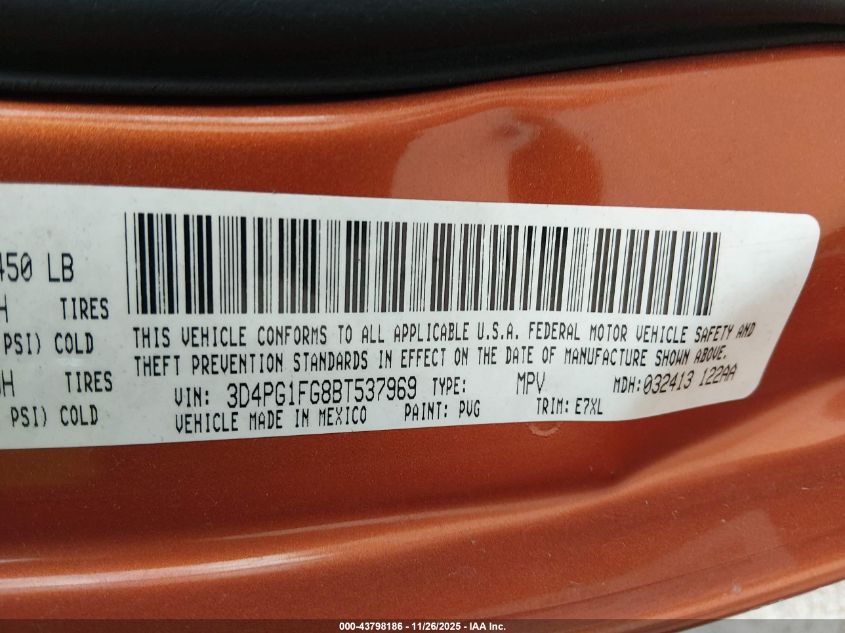 450 LB
H TIRES
PSI) COLD
THIS VEHICLE CONFORMS TO ALL APPLICABLE U.S.A. FEDERAL MOTOR VEHICLE SAFETY AND
THEFT PREVENTION STANDARDS IN EFFECT ON THE DATE OF MANUFACTURE SHOWN ABOVE.
H VIN: 3D4PG1FG8BT537969 TYPE: MPV MDH:032413 122AA
PSI) COLD VEHICLE MADE IN MEXICO PAINT: PVG TRIM: E7XL
000-43798186 - 11/26/2025 - IAA Inc.